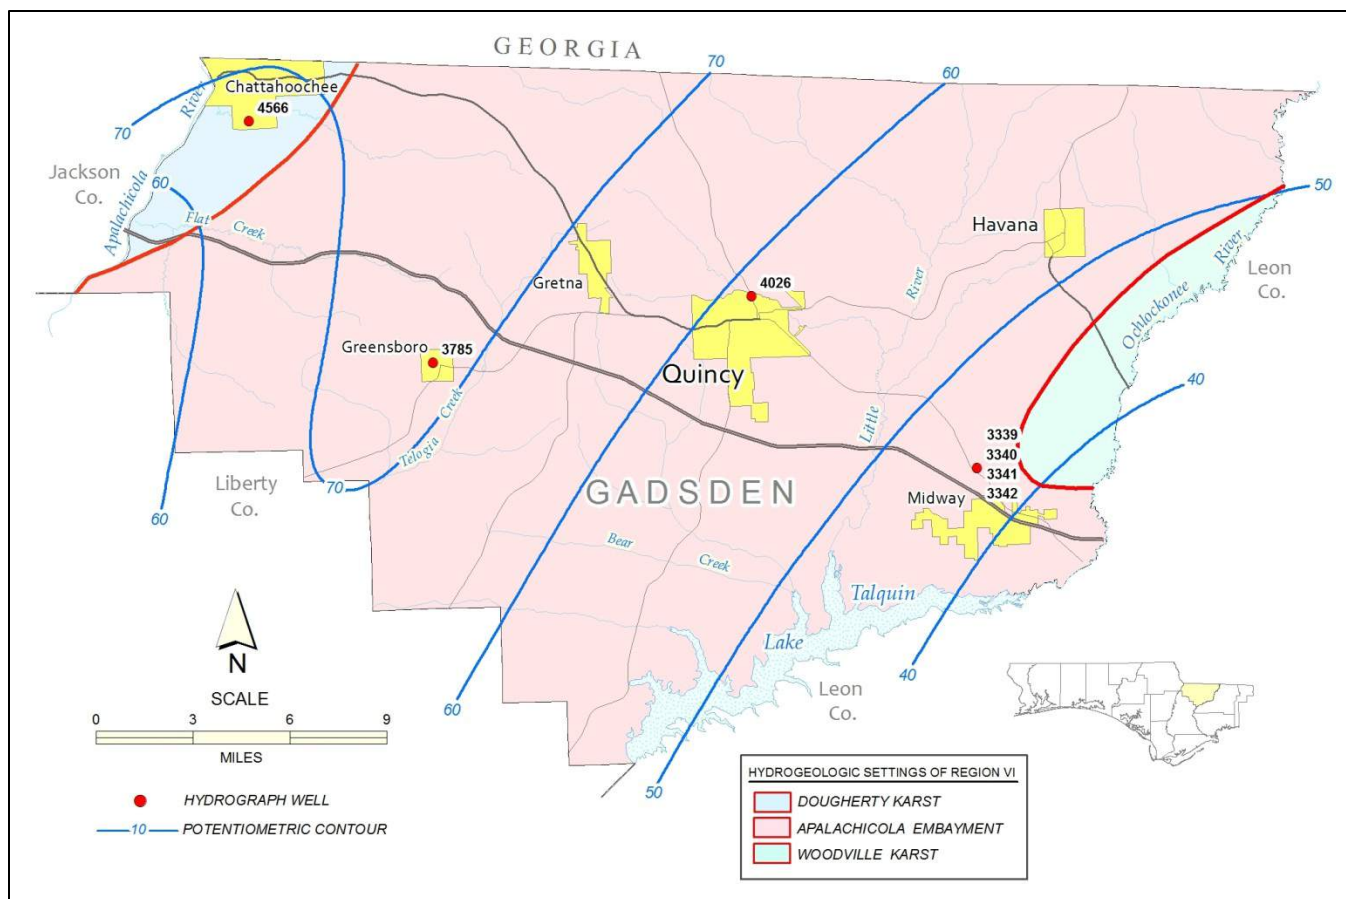 GEORGIA
70
60
Chattahoochee
River
4566
70
Jackson
Co.
60
Apalachicola
Flat
Creek
50
Havana
River
River
Leon
Co.
Gretna
4026
Ochlockonee
Greensboro
3785
Quincy
40
Telogia
Creek
Little
3339
3340
3341
3342
Liberty
Co.
70
60
GADSDEN
Midway
Bear
Creek
Talquin
Lake
40
Leon
Co.
60
50
N
SCALE
0 3 6 9
MILES
HYDROGRAPH WELL
10 POTENTIOMETRIC CONTOUR
HYDROGEOLOGIC SETTINGS OF REGION VI
DOUGHERTY KARST
APALACHICOLA EMBAYMENT
WOODVILLE KARST